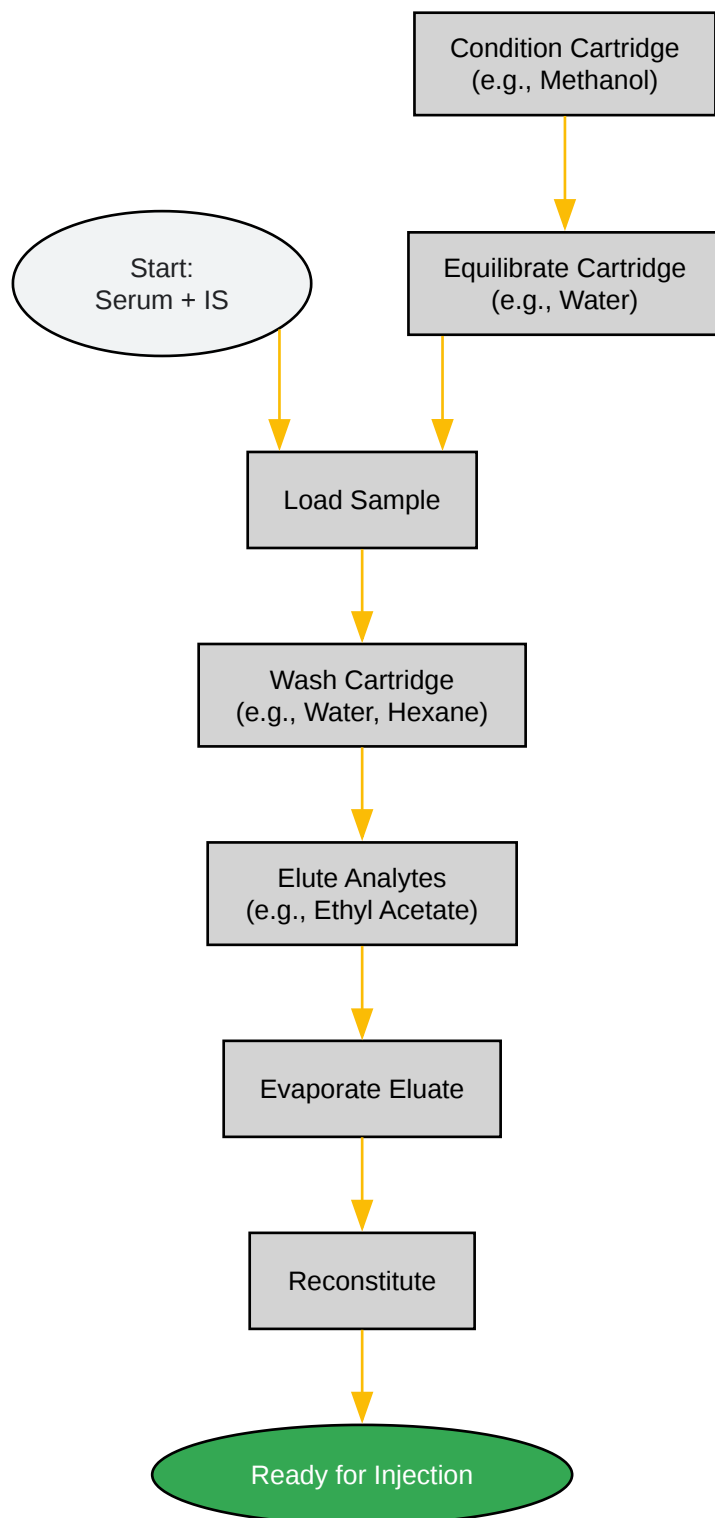 Condition Cartridge
(e.g., Methanol)
Start:
Serum + IS
Equilibrate Cartridge
(e.g., Water)
Load Sample
Wash Cartridge
(e.g., Water, Hexane)
Elute Analytes
(e.g., Ethyl Acetate)
Evaporate Eluate
Reconstitute
Ready for Injection